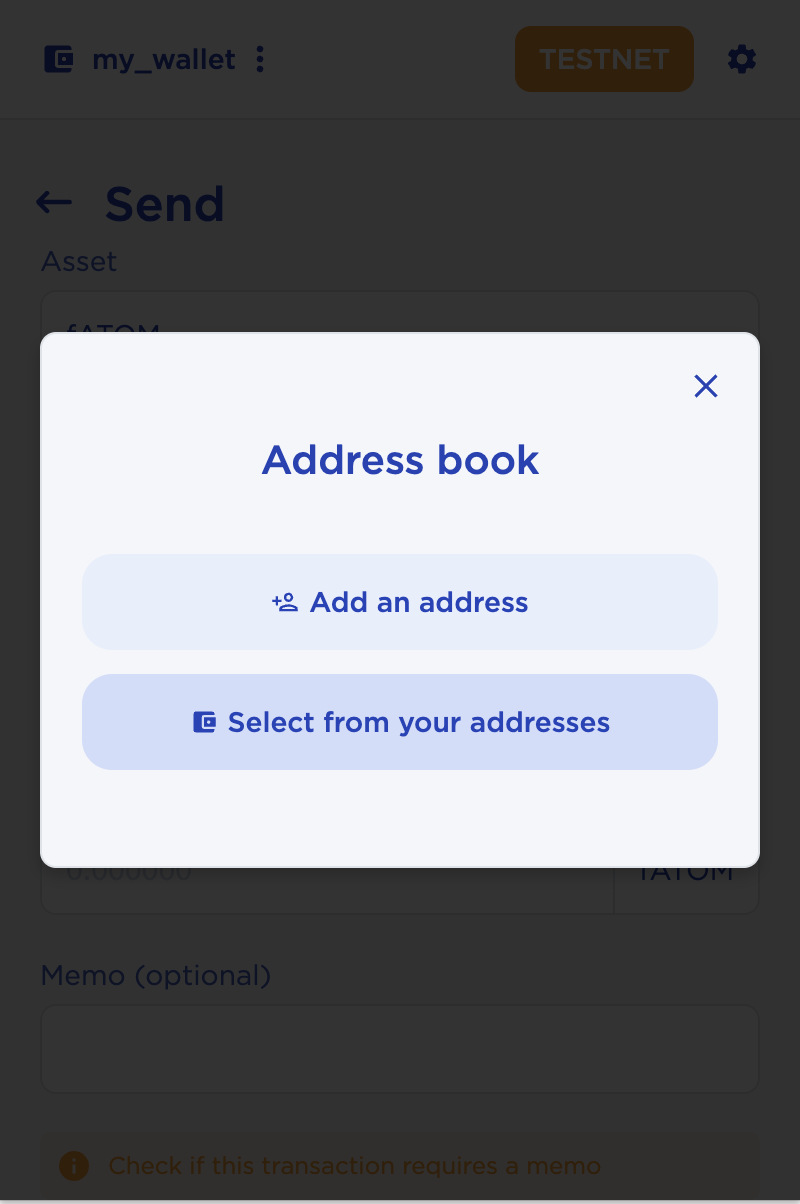 my_wallet
TESTNET
Send
Asset
fATOM
Address book
Add an address
Select from your addresses
0.000000
fATOM
Memo (optional)
Check if this transaction requires a memo